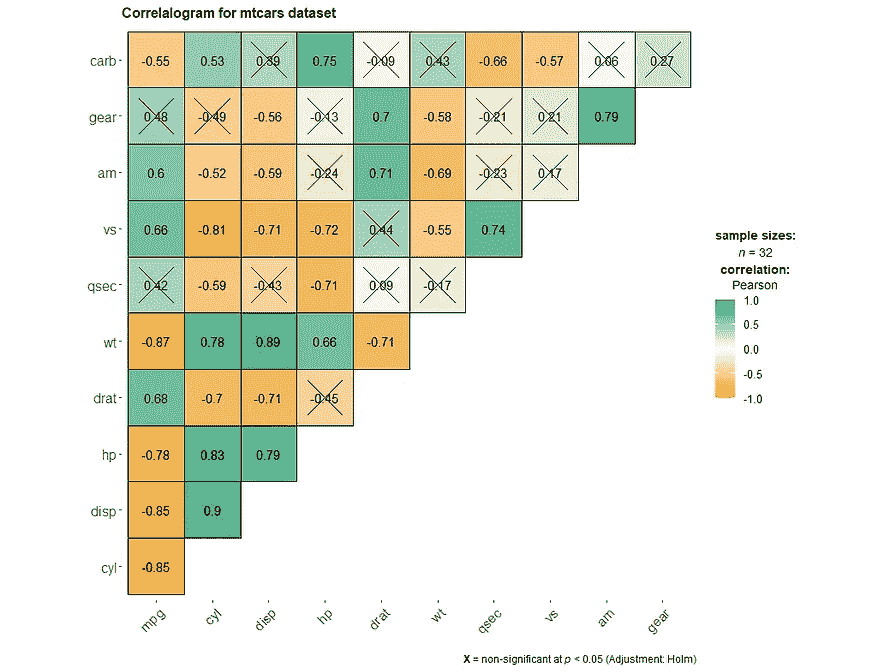 Correlalogram for mtcars dataset
carb -0.55 0.53 0.39 0.75 -0.09 0.43 -0.66 -0.57 0.06 0.27
gear 0.48 -0.49 -0.56 -0.13 0.7 -0.58 -0.21 0.21 0.79
am 0.6 -0.52 -0.59 -0.24 0.71 -0.69 -0.23 0.17
vs 0.66 -0.81 -0.71 -0.72 0.44 -0.55 0.74
qsec 0.42 -0.59 -0.43 -0.71 0.09 -0.17
wt -0.87 0.78 0.89 0.66 -0.71
drat 0.68 -0.7 -0.71 -0.45
hp -0.78 0.83 0.79
disp -0.85 0.9
cyl -0.85
mpg cyl disp hp drat wt qsec vs am gear
sample sizes:
n = 32
correlation:
Pearson
1.0
0.5
0.0
-0.5
-1.0
X = non-significant at p < 0.05 (Adjustment: Holm)